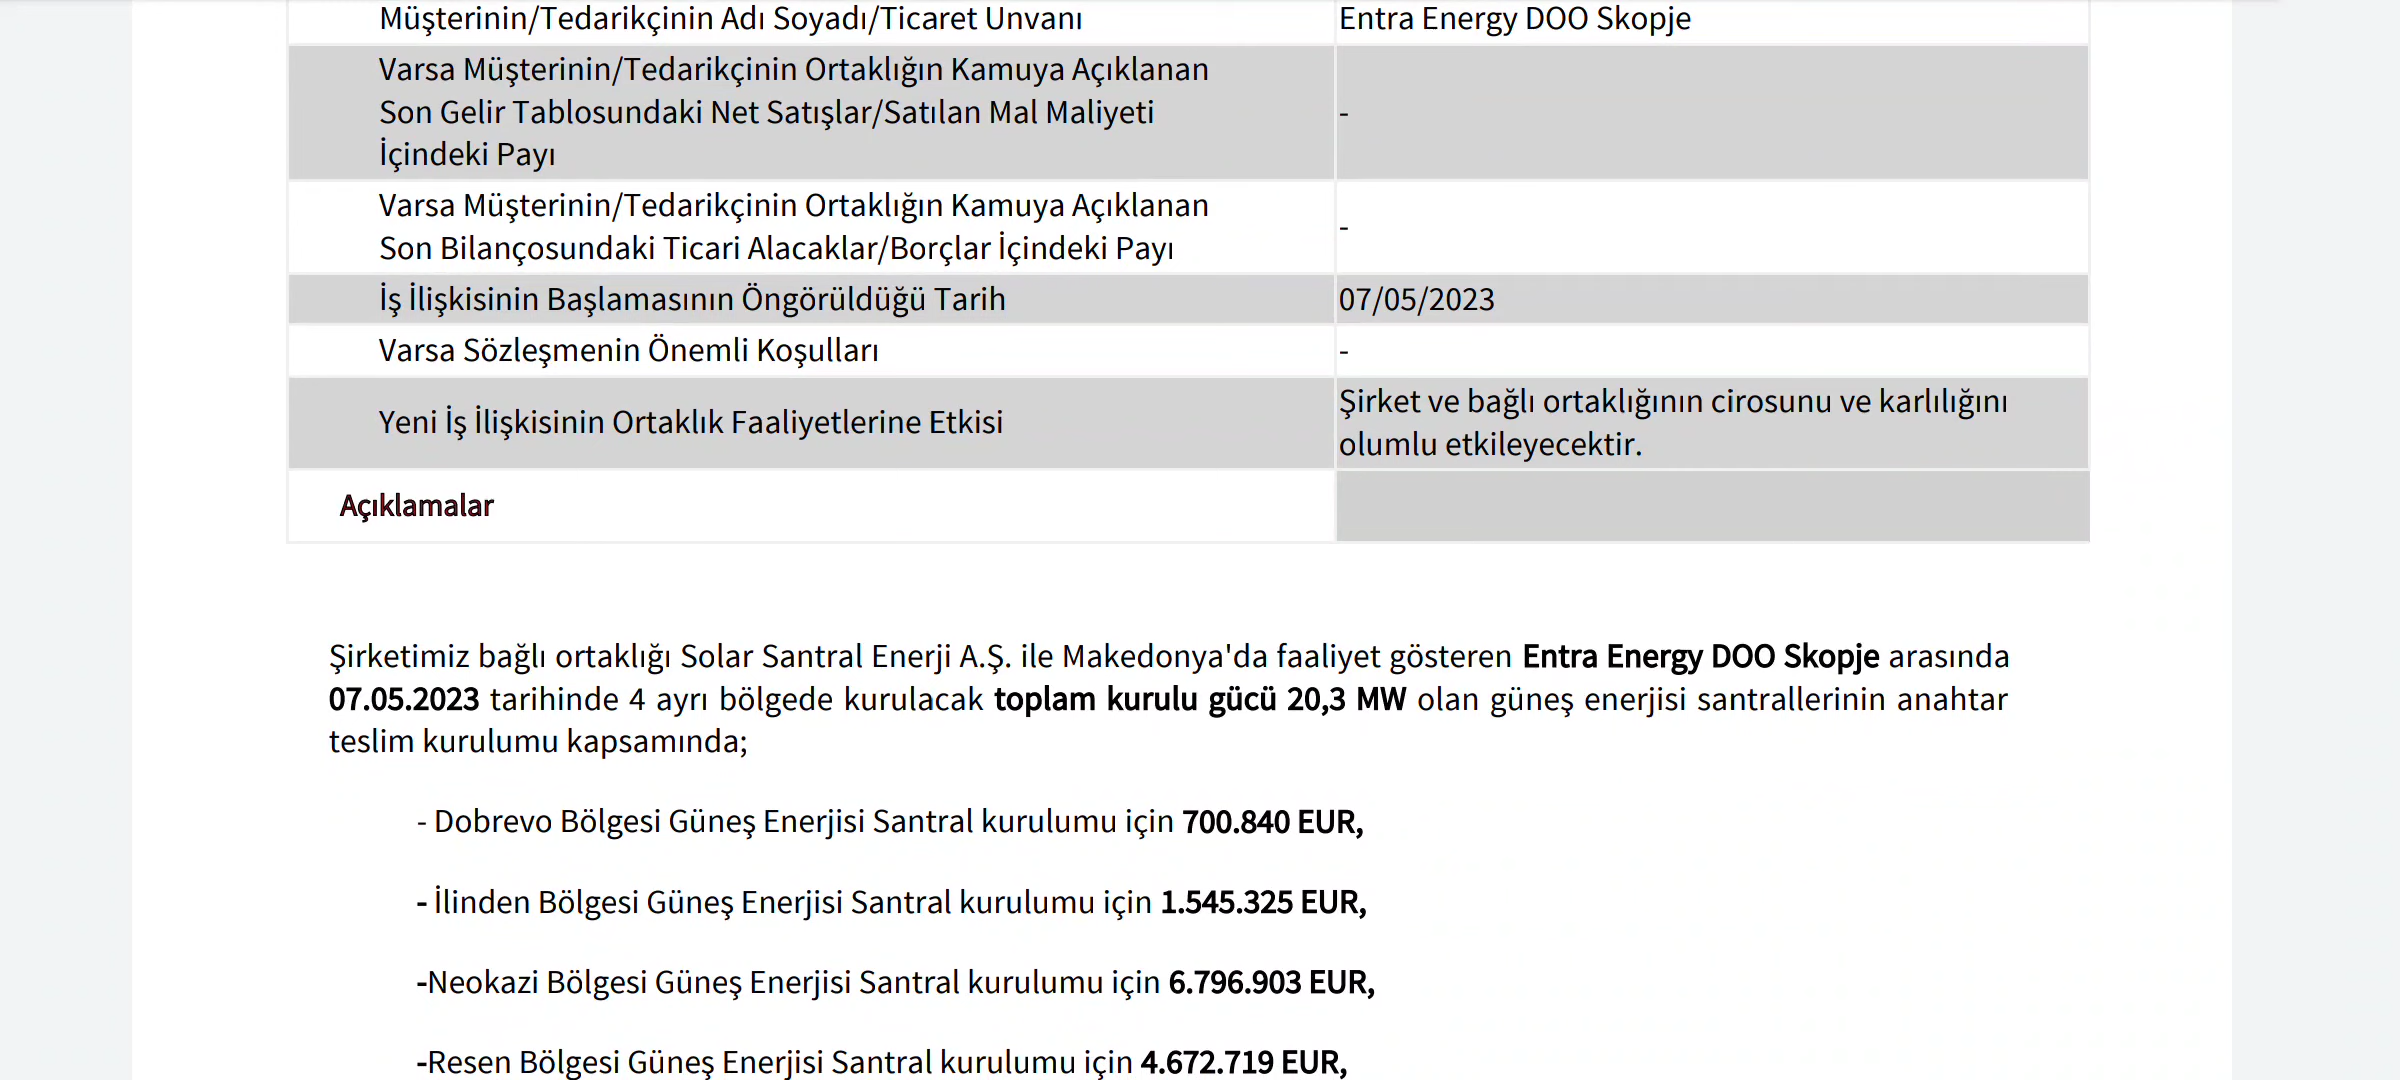 Müşterinin/Tedarikçinin Adı Soyadı/Ticaret Unvanı
Entra Energy DOO Skopje
Varsa Müşterinin/Tedarikçinin Ortaklığın Kamuya Açıklanan
Son Gelir Tablosundaki Net Satışlar/Satılan Mal Maliyeti
İçindeki Payı
-
Varsa Müşterinin/Tedarikçinin Ortaklığın Kamuya Açıklanan
Son Bilançosundaki Ticari Alacaklar/Borçlar İçindeki Payı
-
İş İlişkisinin Başlamasının Öngörüldüğü Tarih
07/05/2023
Varsa Sözleşmenin Önemli Koşulları
-
Yeni İş İlişkisinin Ortaklık Faaliyetlerine Etkisi
Şirket ve bağlı ortaklığının cirosunu ve karlılığını
olumlu etkileyecektir.
Açıklamalar
Şirketimiz bağlı ortaklığı Solar Santral Enerji A.Ş. ile Makedonya'da faaliyet gösteren Entra Energy DOO Skopje arasında
07.05.2023 tarihinde 4 ayrı bölgede kurulacak toplam kurulu gücü 20,3 MW olan güneş enerjisi santrallerinin anahtar
teslim kurulumu kapsamında;
- Dobrevo Bölgesi Güneş Enerjisi Santral kurulumu için 700.840 EUR,
- İlinden Bölgesi Güneş Enerjisi Santral kurulumu için 1.545.325 EUR,
-Neokazi Bölgesi Güneş Enerjisi Santral kurulumu için 6.796.903 EUR,
-Resen Bölgesi Güneş Enerjisi Santral kurulumu için 4.672.719 EUR,